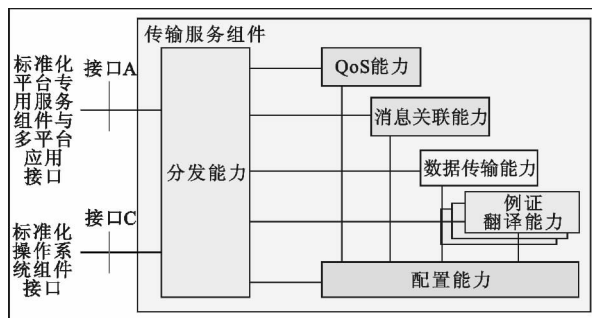 传输服务组件
标准化
平台专
用服务
组件与
多平台
应用
接口
接口A
QoS能力
消息关联能力
分发能力
数据传输能力
例证
翻译能力
接口C
标准化
操作系
统组件
接口
配置能力